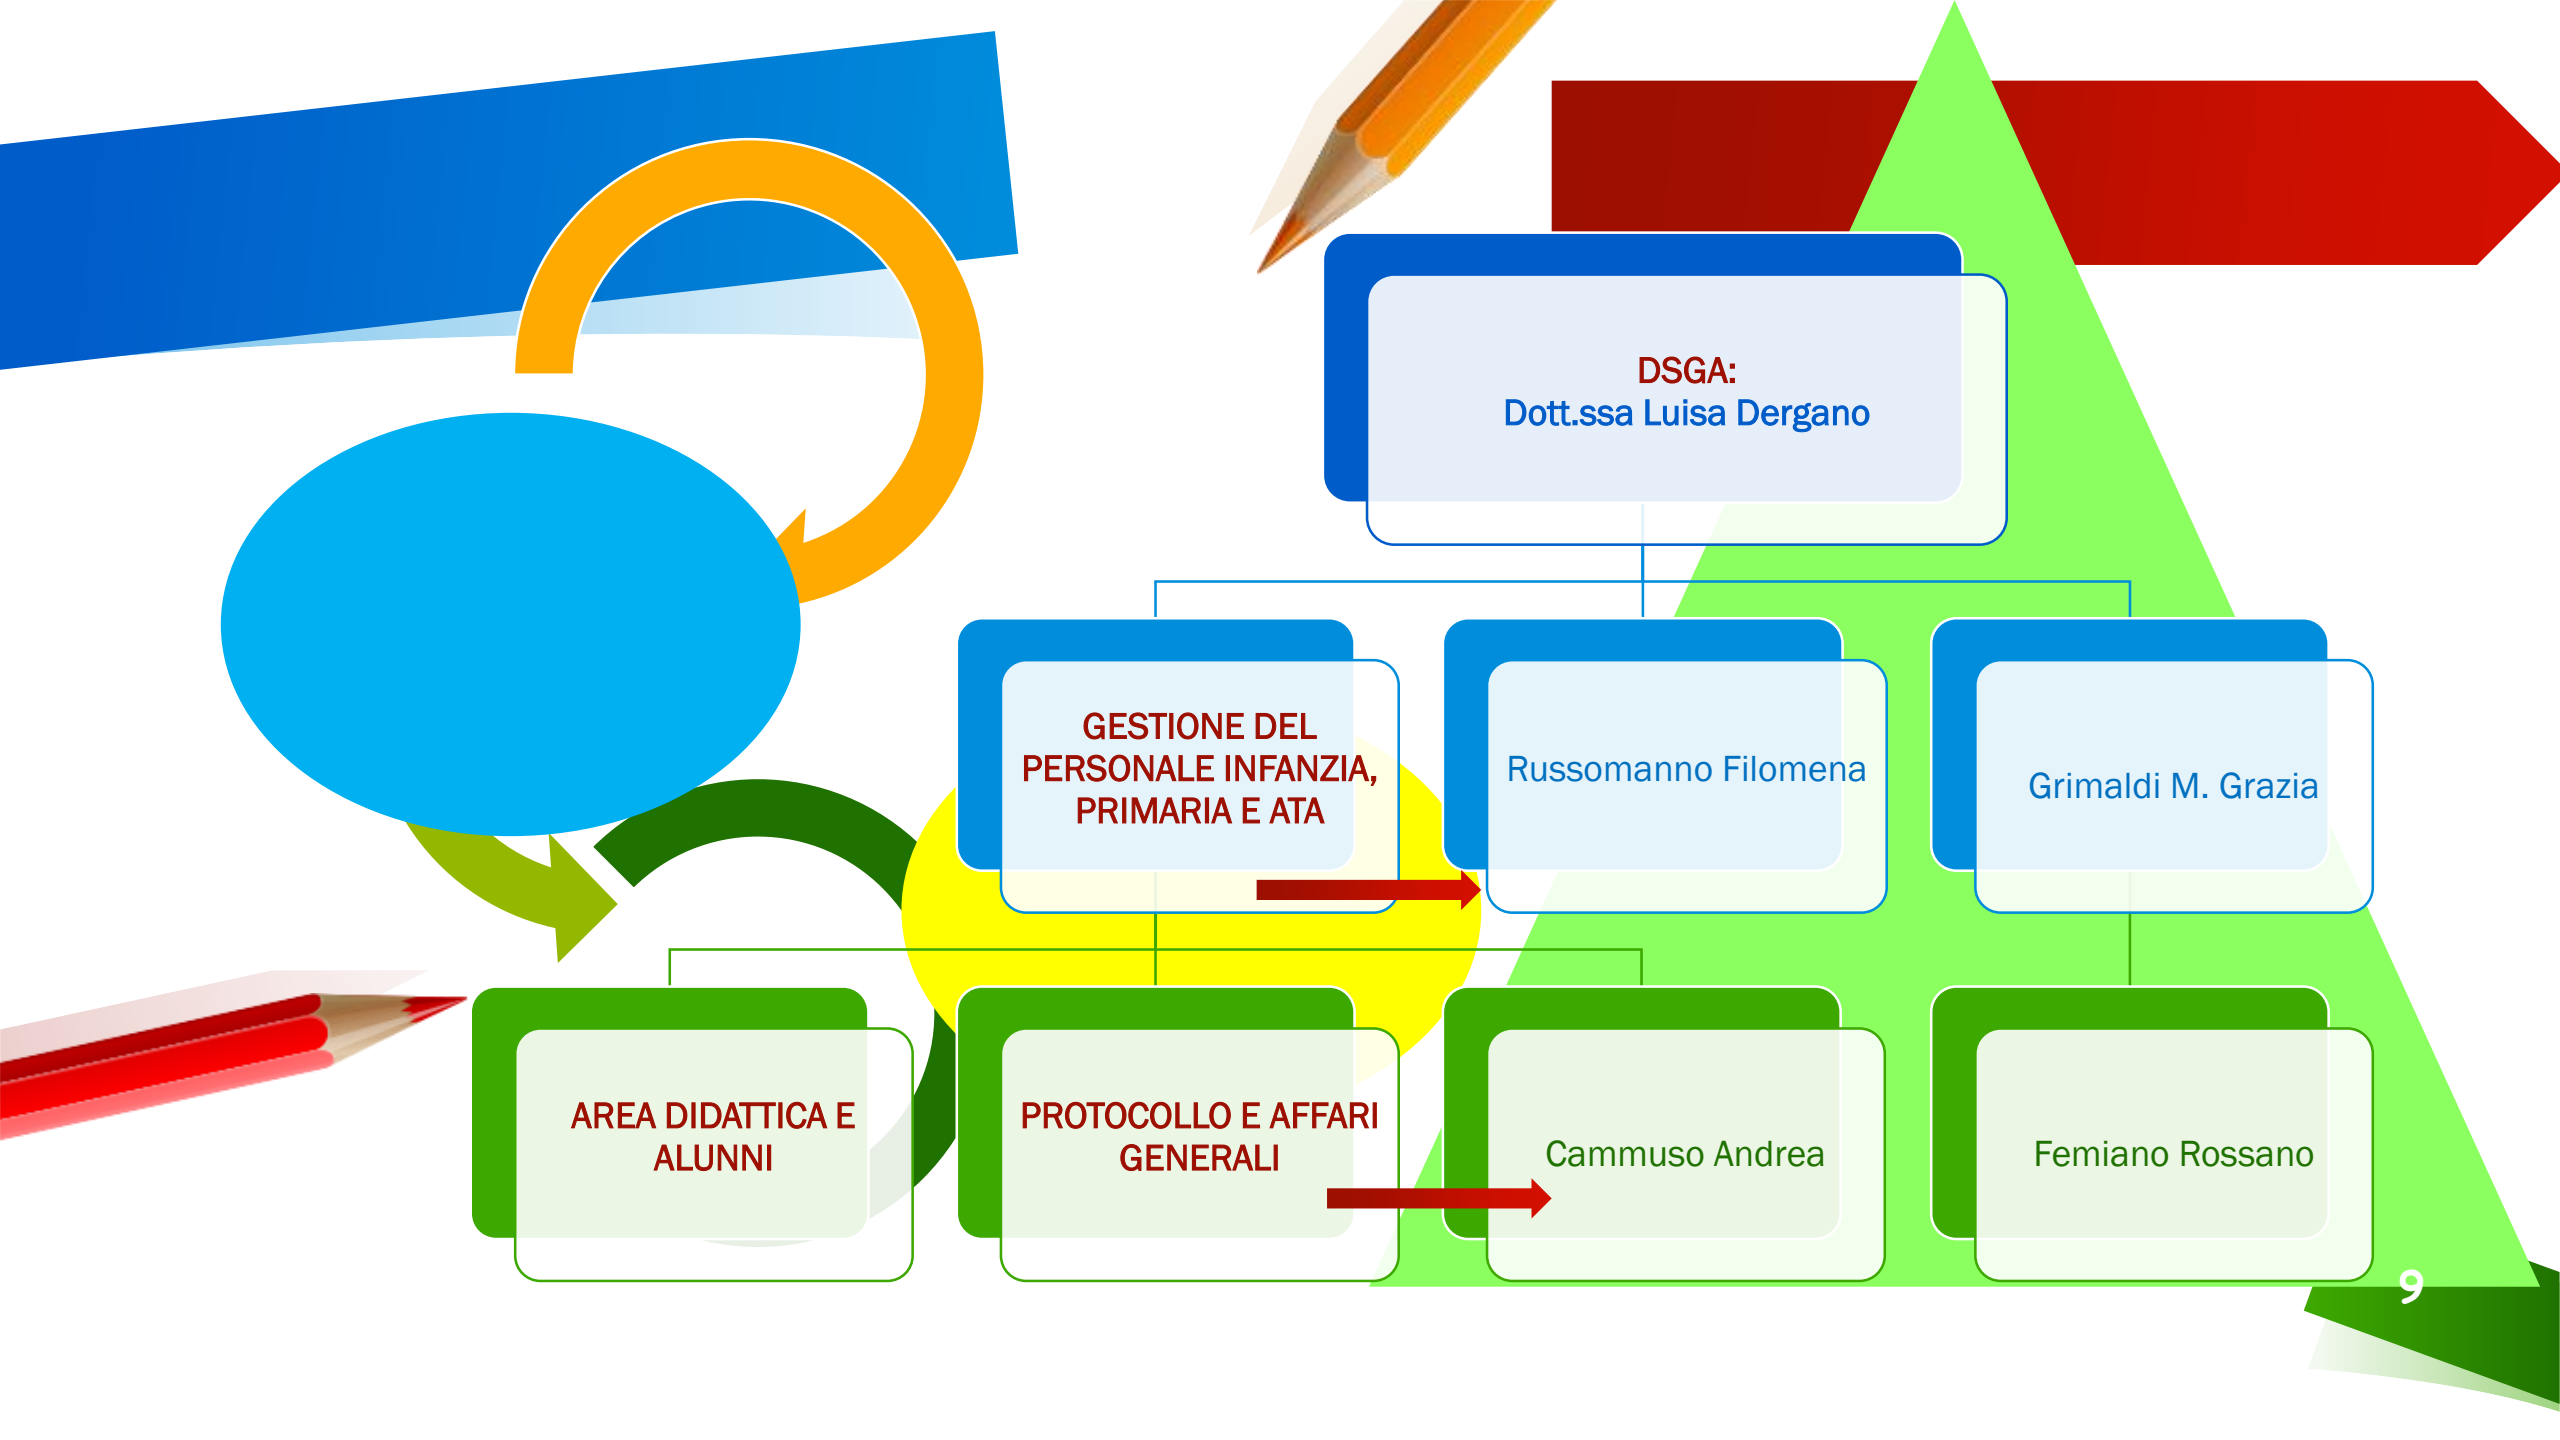 DSGA:
Dott.ssa Luisa Dergano
GESTIONE DEL
PERSONALE INFANZIA,
PRIMARIA E ATA
Russomanno Filomena
Grimaldi M. Grazia
AREA DIDATTICA E
ALUNNI
PROTOCOLLO E AFFARI
GENERALI
Cammuso Andrea
Femiano Rossano
9